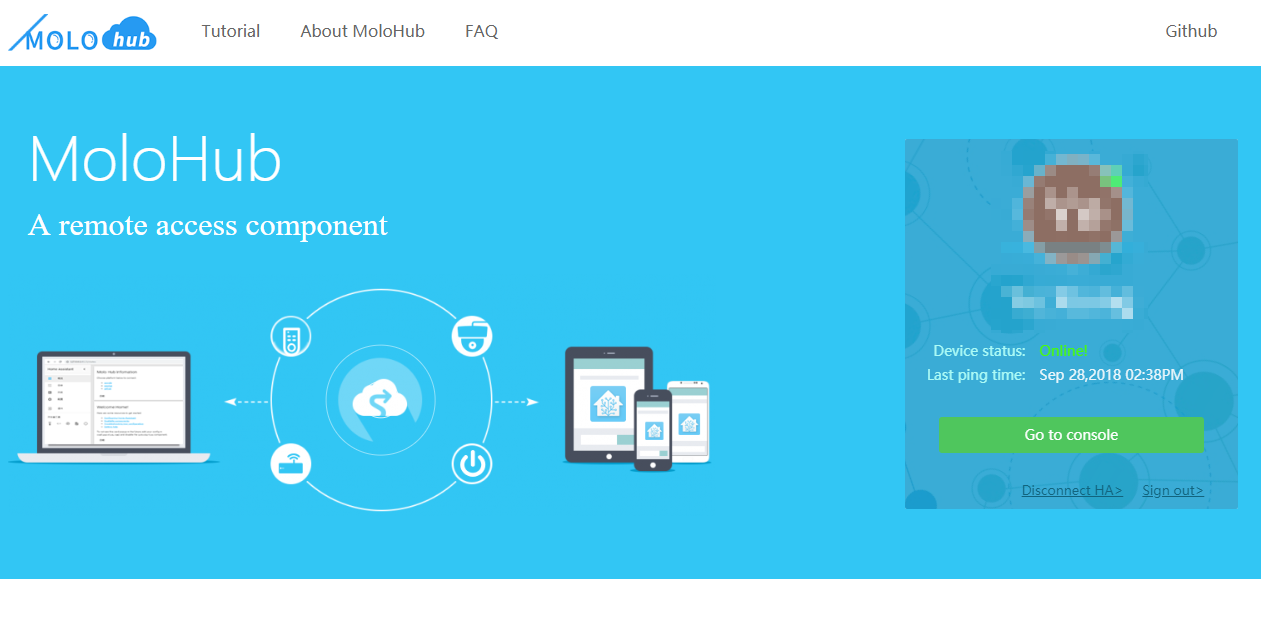 MOLO hub
Tutorial
About MoloHub
FAQ
Github
MoloHub
A remote access component
Device status: Online!
Last ping time: Sep 28,2018 02:38PM
Go to console
Disconnect HA>
Sign out>